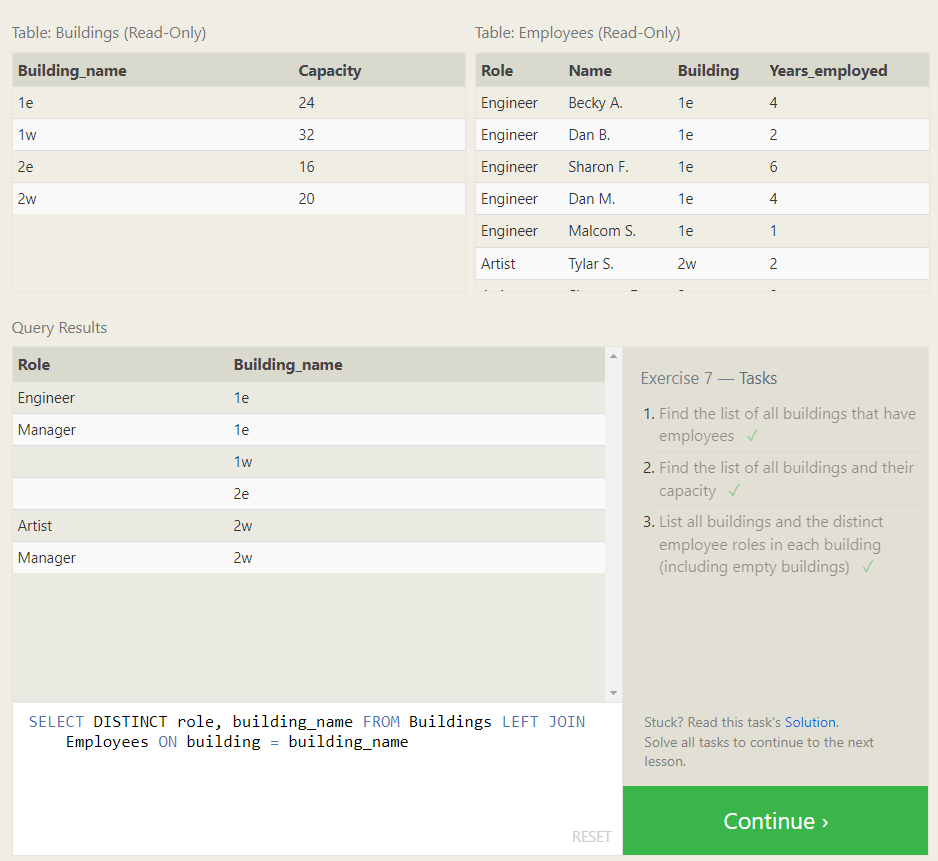 Table: Buildings (Read-Only)
Building_name Capacity
1e 24
1w 32
2e 16
2w 20
Table: Employees (Read-Only)
Role Name Building Years_employed
Engineer Becky A. 1e 4
Engineer Dan B. 1e 2
Engineer Sharon F. 1e 6
Engineer Dan M. 1e 4
Engineer Malcom S. 1e 1
Artist Tylar S. 2w 2
Query Results
Role Building_name
Engineer 1e
Manager 1e
1w
2e
Artist 2w
Manager 2w
Exercise 7 — Tasks
1. Find the list of all buildings that have
employees ✓
2. Find the list of all buildings and their
capacity ✓
3. List all buildings and the distinct
employee roles in each building
(including empty buildings) ✓
SELECT DISTINCT role, building_name FROM Buildings LEFT JOIN
Employees ON building = building_name
RESET
Stuck? Read this task's Solution.
Solve all tasks to continue to the next
lesson.
Continue ›